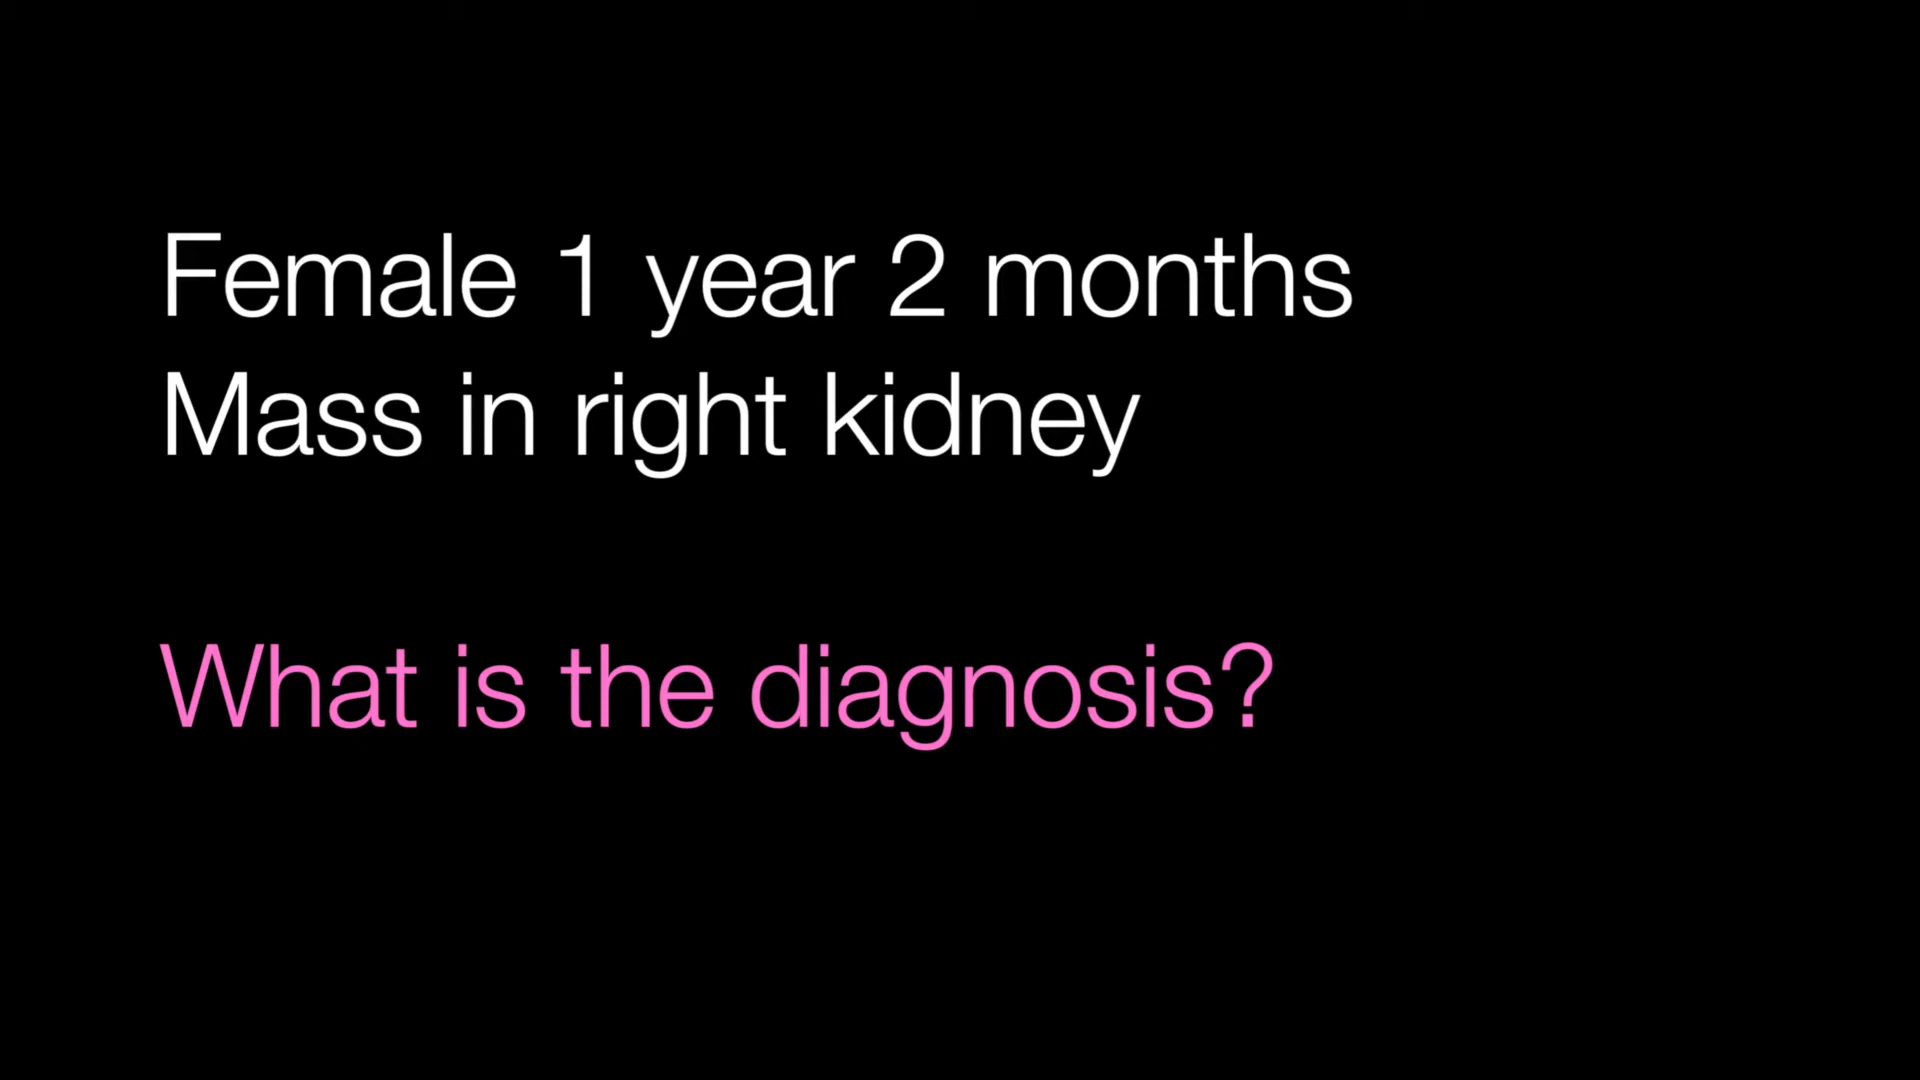 Female 1 year 2 months
Mass in right kidney
What is the diagnosis?